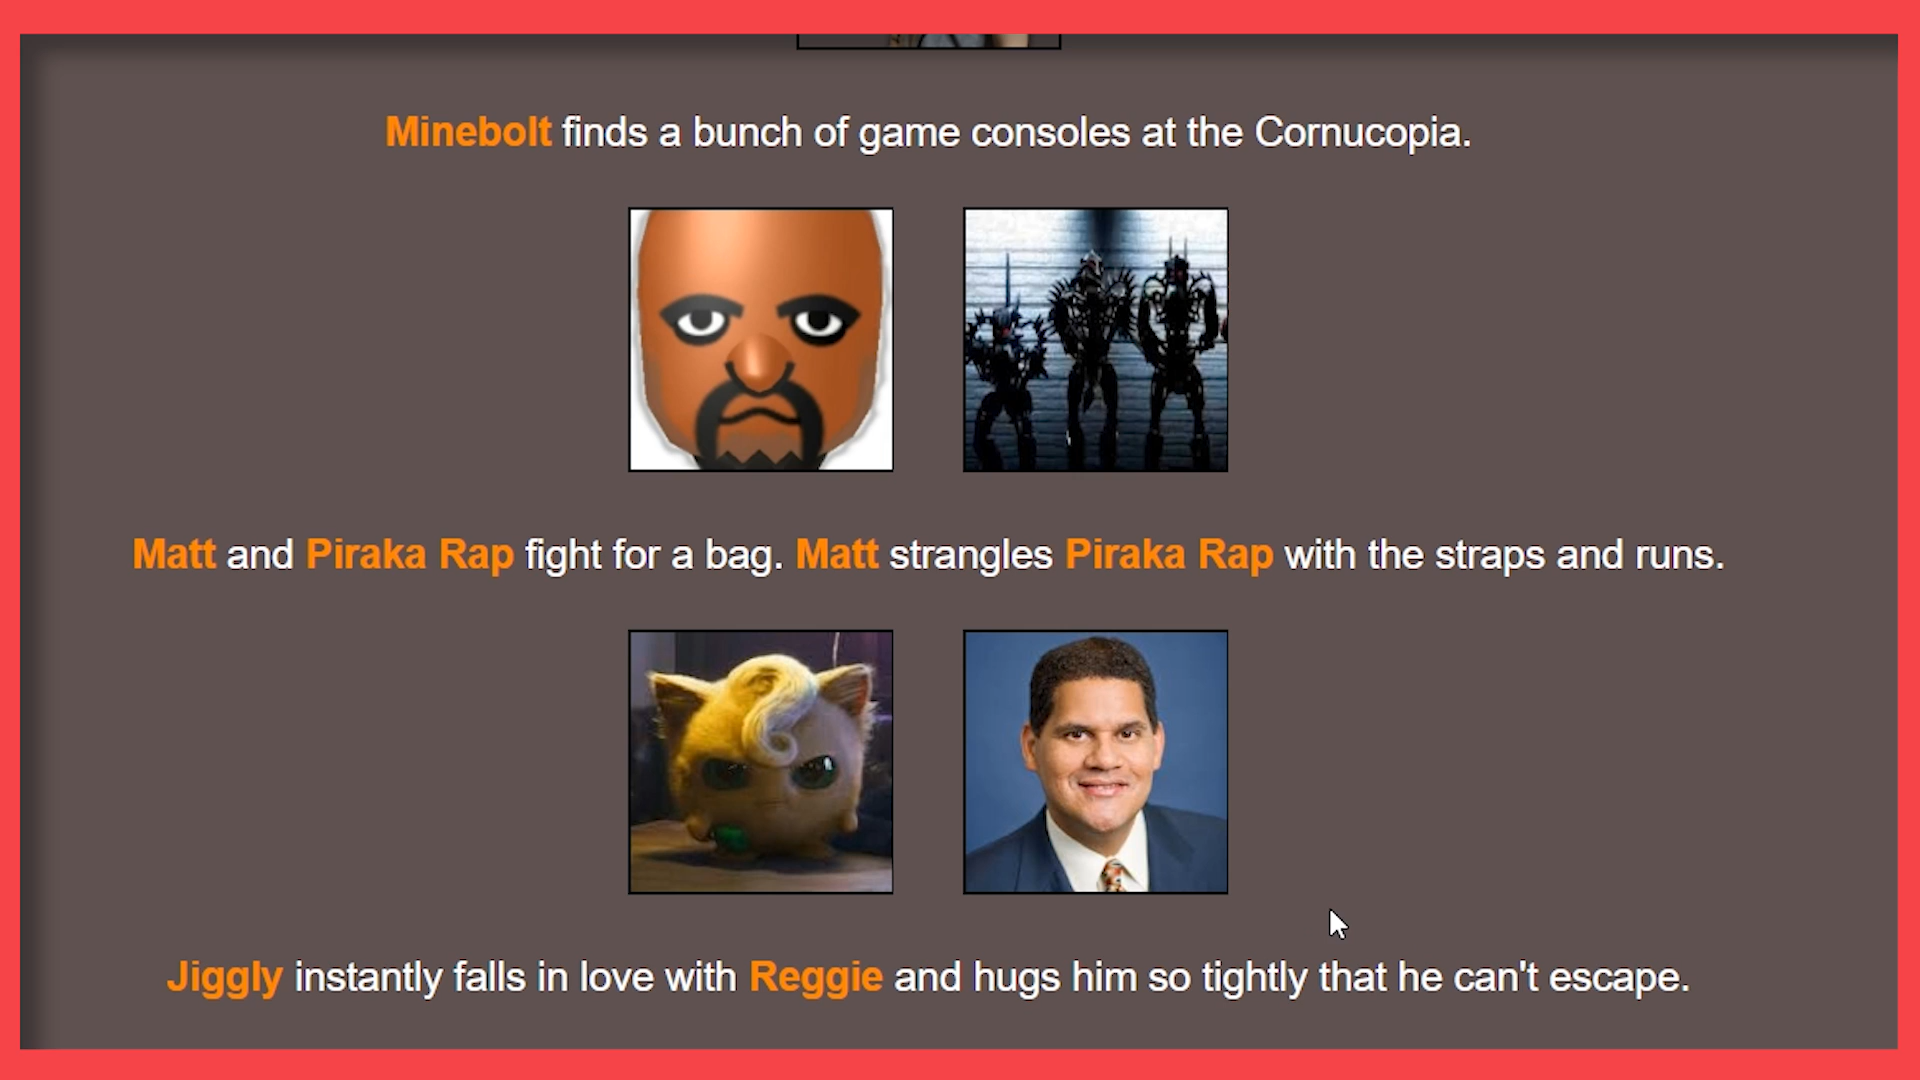 Minebolt finds a bunch of game consoles at the Cornucopia.
Matt and Piraka Rap fight for a bag. Matt strangles Piraka Rap with the straps and runs.
Jiggly instantly falls in love with Reggie and hugs him so tightly that he can't escape.